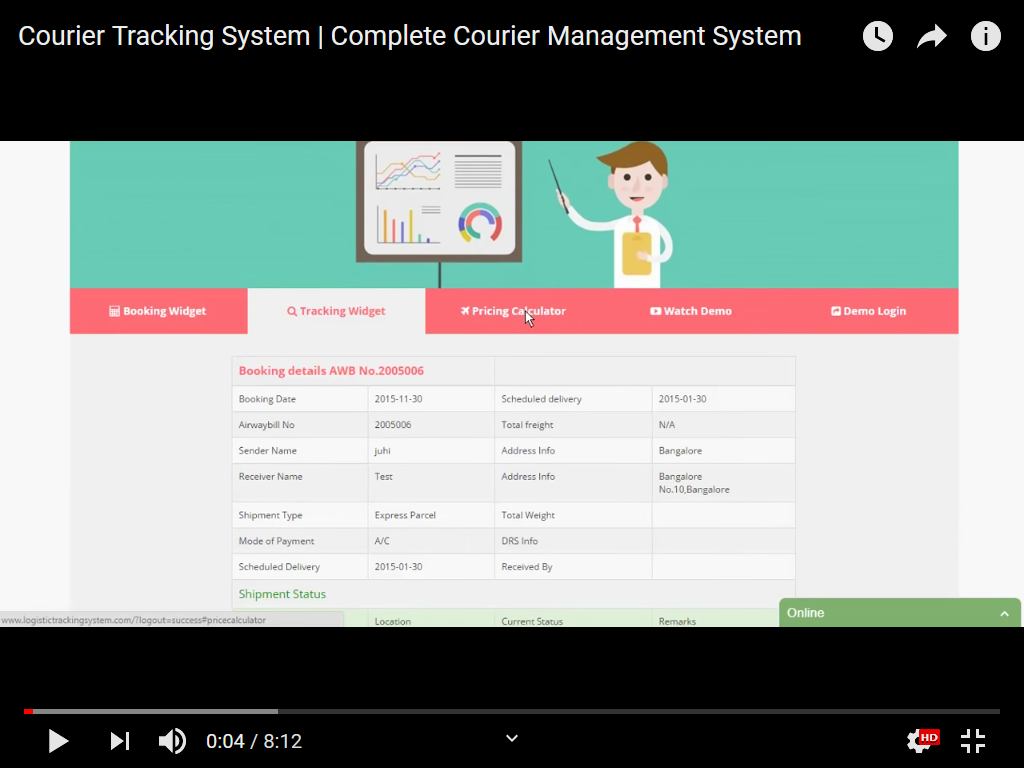 Courier Tracking System | Complete Courier Management System
Booking Widget Tracking Widget Pricing Calculator Watch Demo Demo Login
Booking details AWB No.2005006
Booking Date 2015-11-30 Scheduled delivery 2015-01-30
Airwaybill No 2005006 Total freight N/A
Sender Name juhi Address Info Bangalore
Receiver Name Test Address Info Bangalore
No.10,Bangalore
Shipment Type Express Parcel Total Weight
Mode of Payment A/C DRS Info
Scheduled Delivery 2015-01-30 Received By
Shipment Status
Online
www.logistictrackingsystem.com/?logout=success#pricecalculator
Location Current Status Remarks
0:04 / 8:12
HD